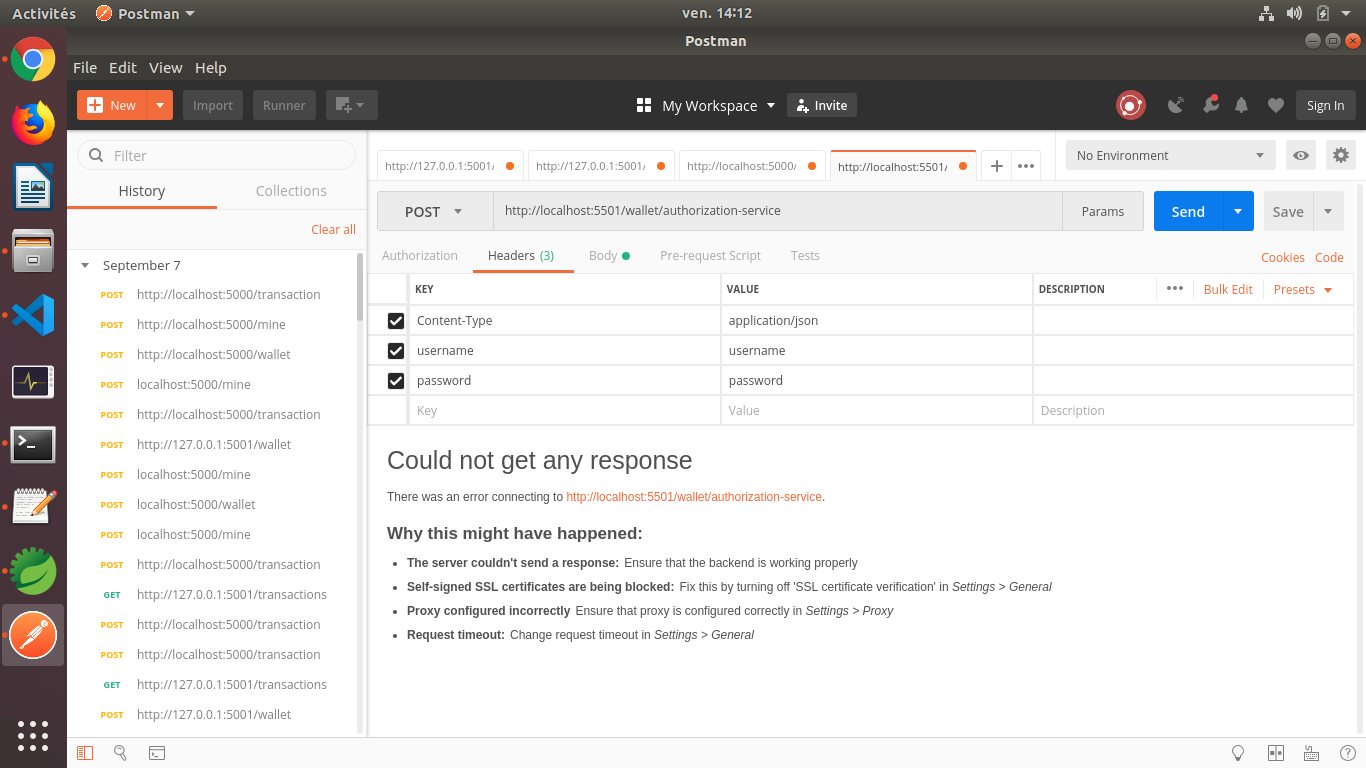 Activités Postman ven. 14:12
Postman
File Edit View Help
New Import Runner My Workspace Invite Sign In
Filter
History Collections
Clear all
September 7
POST http://localhost:5000/transaction
POST http://localhost:5000/mine
POST http://localhost:5000/wallet
POST localhost:5000/mine
POST http://localhost:5000/transaction
POST http://127.0.0.1:5001/wallet
POST localhost:5000/mine
POST localhost:5000/wallet
POST localhost:5000/mine
POST http://localhost:5000/transaction
GET http://127.0.0.1:5001/transactions
POST http://localhost:5000/transaction
POST http://localhost:5000/transaction
GET http://127.0.0.1:5001/transactions
POST http://127.0.0.1:5001/wallet
http://127.0.0.1:5001/ http://127.0.0.1:5001/ http://localhost:5000/ http://localhost:5501/ No Environment
POST http://localhost:5501/wallet/authorization-service Params Send Save
Authorization Headers (3) Body Pre-request Script Tests Cookies Code
KEY VALUE DESCRIPTION Bulk Edit Presets
Content-Type application/json
username username
password password
Key Value Description
Could not get any response
There was an error connecting to http://localhost:5501/wallet/authorization-service.
Why this might have happened:
• The server couldn't send a response: Ensure that the backend is working properly
• Self-signed SSL certificates are being blocked: Fix this by turning off 'SSL certificate verification' in Settings > General
• Proxy configured incorrectly Ensure that proxy is configured correctly in Settings > Proxy
• Request timeout: Change request timeout in Settings > General